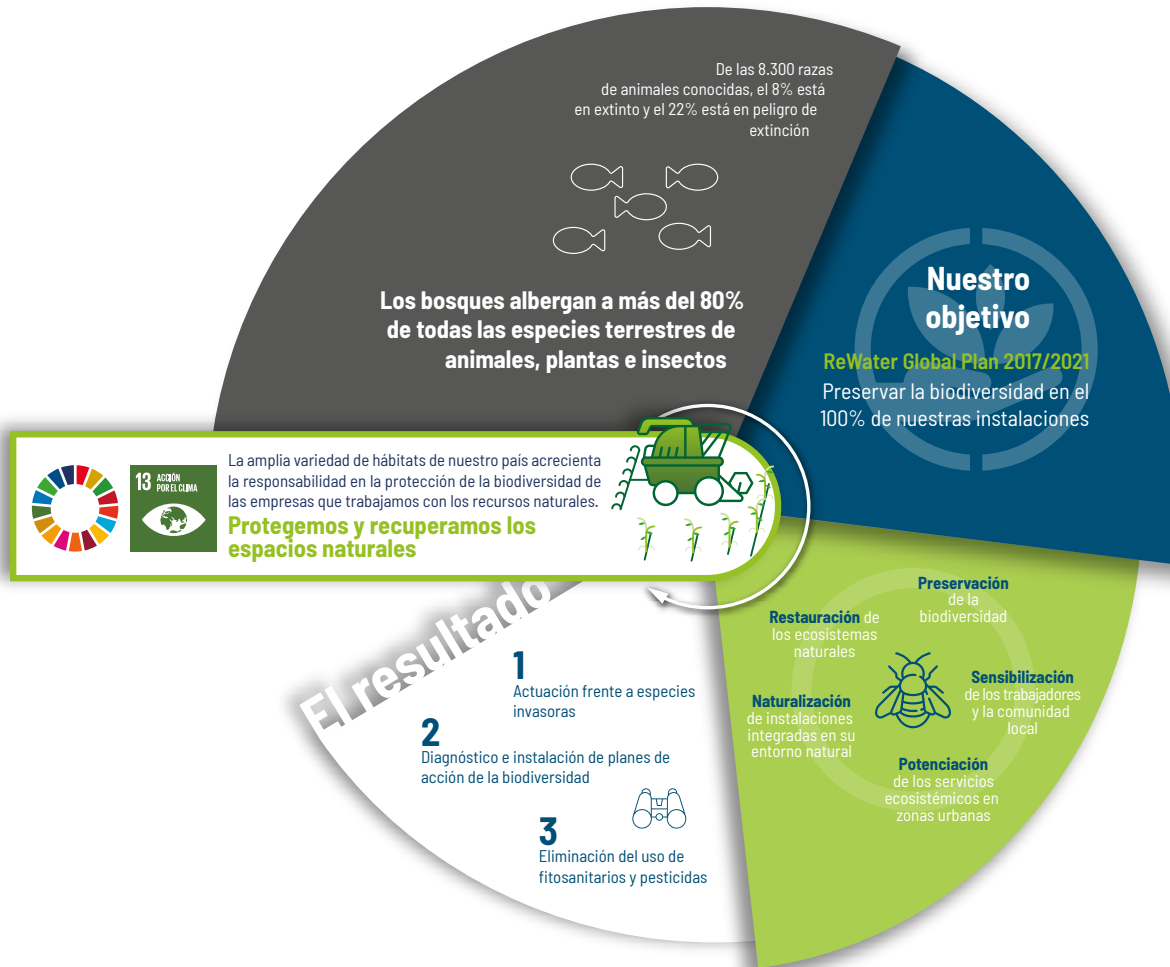 De las 8.300 razas
de animales conocidas, el 8% está
en extinto y el 22% está en peligro de
extinción
Los bosques albergan a más del 80%
de todas las especies terrestres de
animales, plantas e insectos
Nuestro
objetivo
ReWater Global Plan 2017/2021
Preservar la biodiversidad en el
100% de nuestras instalaciones
13 ACCIÓN
POR EL CLIMA
La amplia variedad de hábitats de nuestro país acrecienta
la responsabilidad en la protección de la biodiversidad de
las empresas que trabajamos con los recursos naturales.
Protegemos y recuperamos los
espacios naturales
Preservación
de la
biodiversidad
Restauración de
los ecosistemas
naturales
Sensibilización
de los trabajadores
y la comunidad
local
Naturalización
de instalaciones
integradas en su
entorno natural
Potenciación
de los servicios
ecosistémicos en
zonas urbanas
El resultado
1
Actuación frente a especies
invasoras
2
Diagnóstico e instalación de planes de
acción de la biodiversidad
3
Eliminación del uso de
fitosanitarios y pesticidas